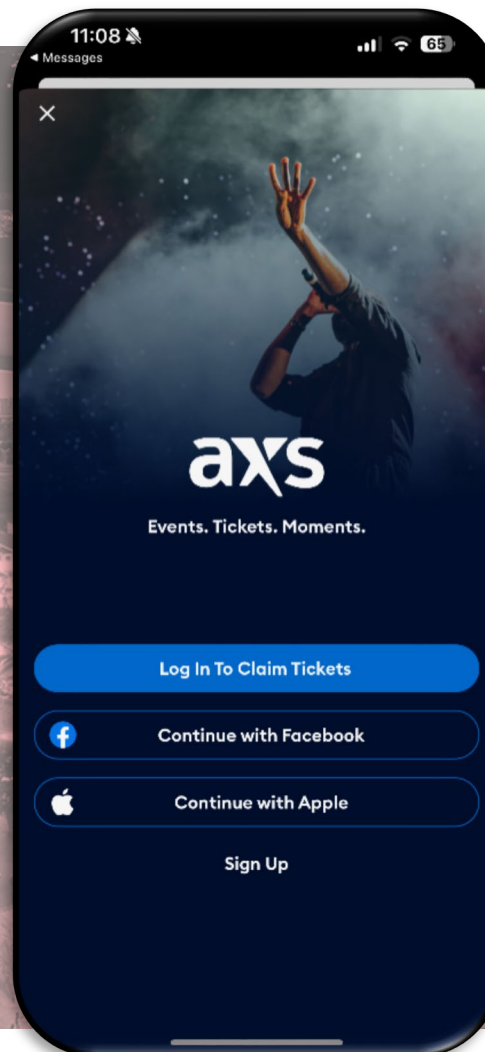 11:08
65
Messages
axs
Events. Tickets. Moments.
Log In To Claim Tickets
Continue with Facebook
Continue with Apple
Sign Up